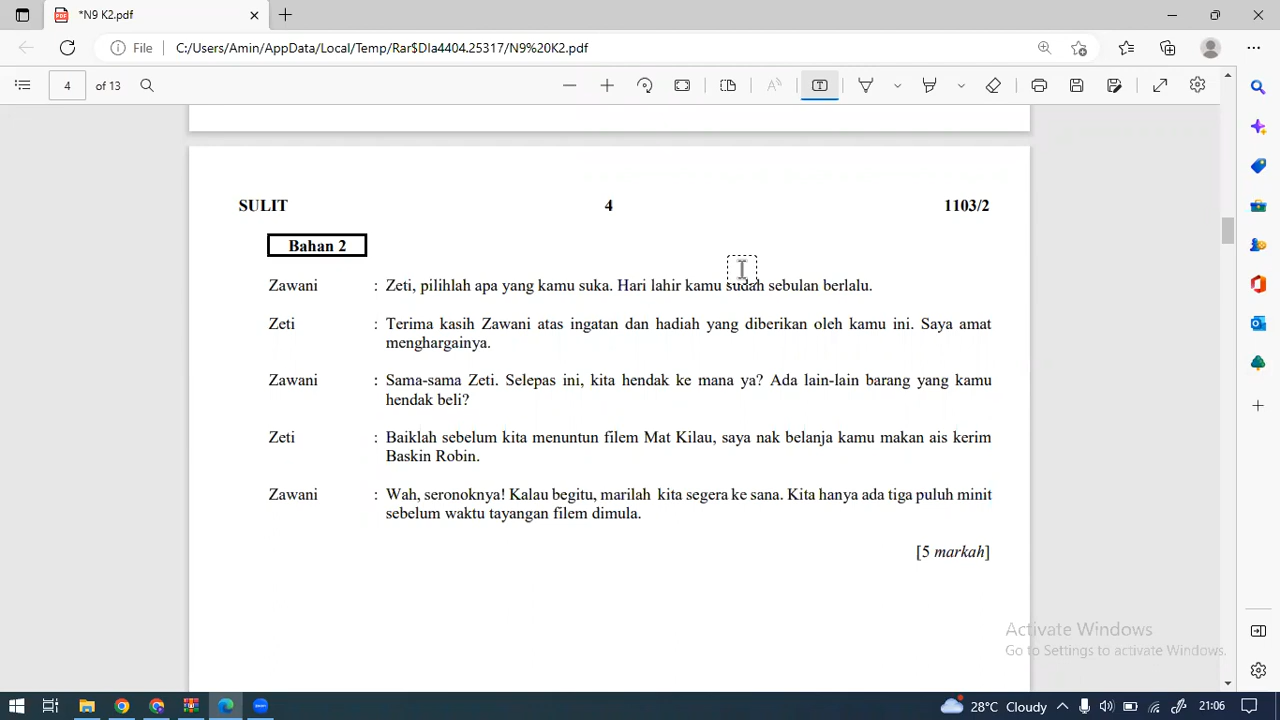 *N9 K2.pdf
File
C:/Users/Amin/AppData/Local/Temp/Rar$DIa4404.25317/N9%20K2.pdf
4 of 13
SULIT 4 1103/2
Bahan 2
Zawani : Zeti, pilihlah apa yang kamu suka. Hari lahir kamu sudah sebulan berlalu.
Zeti : Terima kasih Zawani atas ingatan dan hadiah yang diberikan oleh kamu ini. Saya amat
menghargainya.
Zawani : Sama-sama Zeti. Selepas ini, kita hendak ke mana ya? Ada lain-lain barang yang kamu
hendak beli?
Zeti : Baiklah sebelum kita menuntun filem Mat Kilau, saya nak belanja kamu makan ais kerim
Baskin Robin.
Zawani : Wah, seronoknya! Kalau begitu, marilah kita segera ke sana. Kita hanya ada tiga puluh minit
sebelum waktu tayangan filem dimula.
[5 markah]
Activate Windows
Go to Settings to activate Windows.
28°C Cloudy
21:06